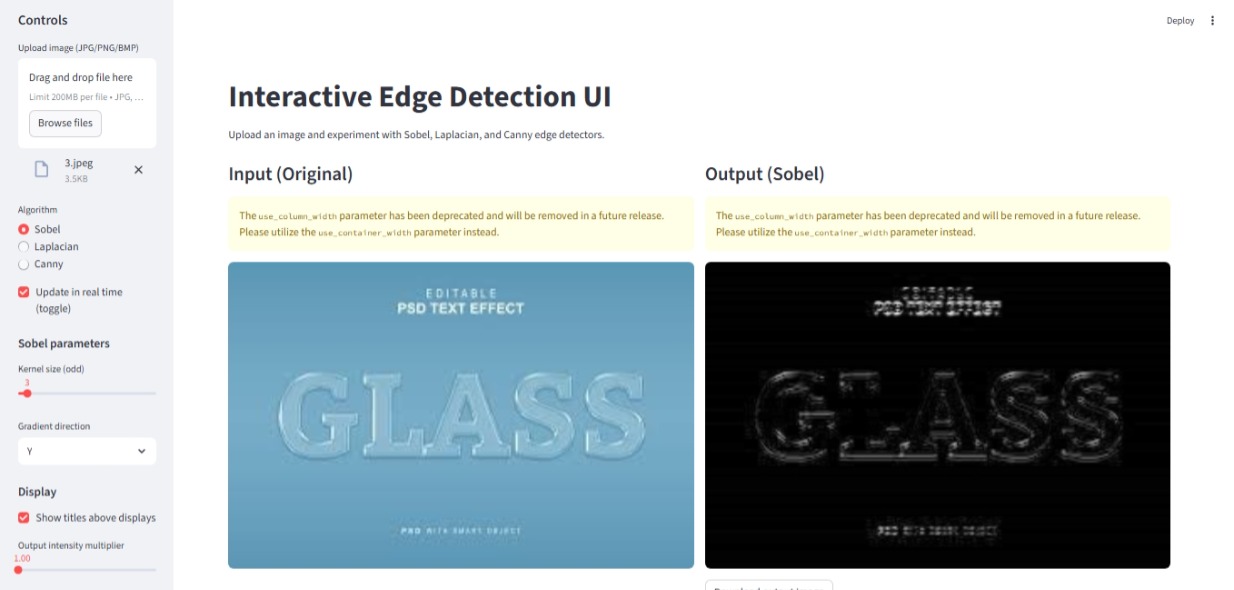 Controls
Deploy
Upload image (JPG/PNG/BMP)
Drag and drop file here
Limit 200MB per file • JPG, ...
Browse files
3.jpeg
3.5KB
Algorithm
Sobel
Laplacian
Canny
Update in real time
(toggle)
Sobel parameters
Kernel size (odd)
3
Gradient direction
Y
Display
Show titles above displays
Output intensity multiplier
1.00
Interactive Edge Detection UI
Upload an image and experiment with Sobel, Laplacian, and Canny edge detectors.
Input (Original)
The use_column_width parameter has been deprecated and will be removed in a future release.
Please utilize the use_container_width parameter instead.
EDITABLE
PSD TEXT EFFECT
GLASS
PSD WITH SMART OBJECT
Output (Sobel)
The use_column_width parameter has been deprecated and will be removed in a future release.
Please utilize the use_container_width parameter instead.
EDITABLE
PSD TEXT EFFECT
GLASS